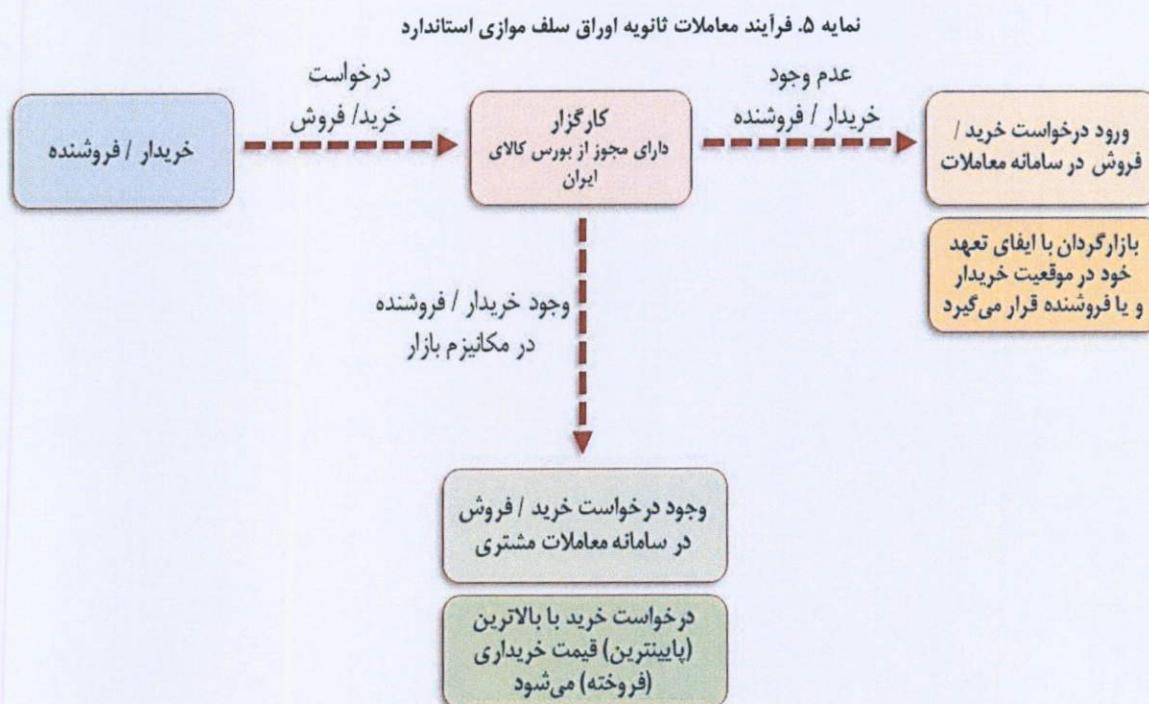 نمایه ۵. فرآیند معاملات ثانویه اوراق سلف موازی استاندارد
خریدار / فروشنده
درخواست
خرید/ فروش
کارگزار
دارای مجوز از بورس کالای
ایران
عدم وجود
خریدار / فروشنده
ورود درخواست خرید /
فروش در سامانه معاملات
بازارگردان با ایفای تعهد
خود در موقعیت خریدار
و یا فروشنده قرار می‌گیرد
وجود خریدار / فروشنده
در مکانیزم بازار
وجود درخواست خرید / فروش
در سامانه معاملات مشتری
درخواست خرید با بالاترین
(پایینترین) قیمت خریداری
(فروخته) می‌شود